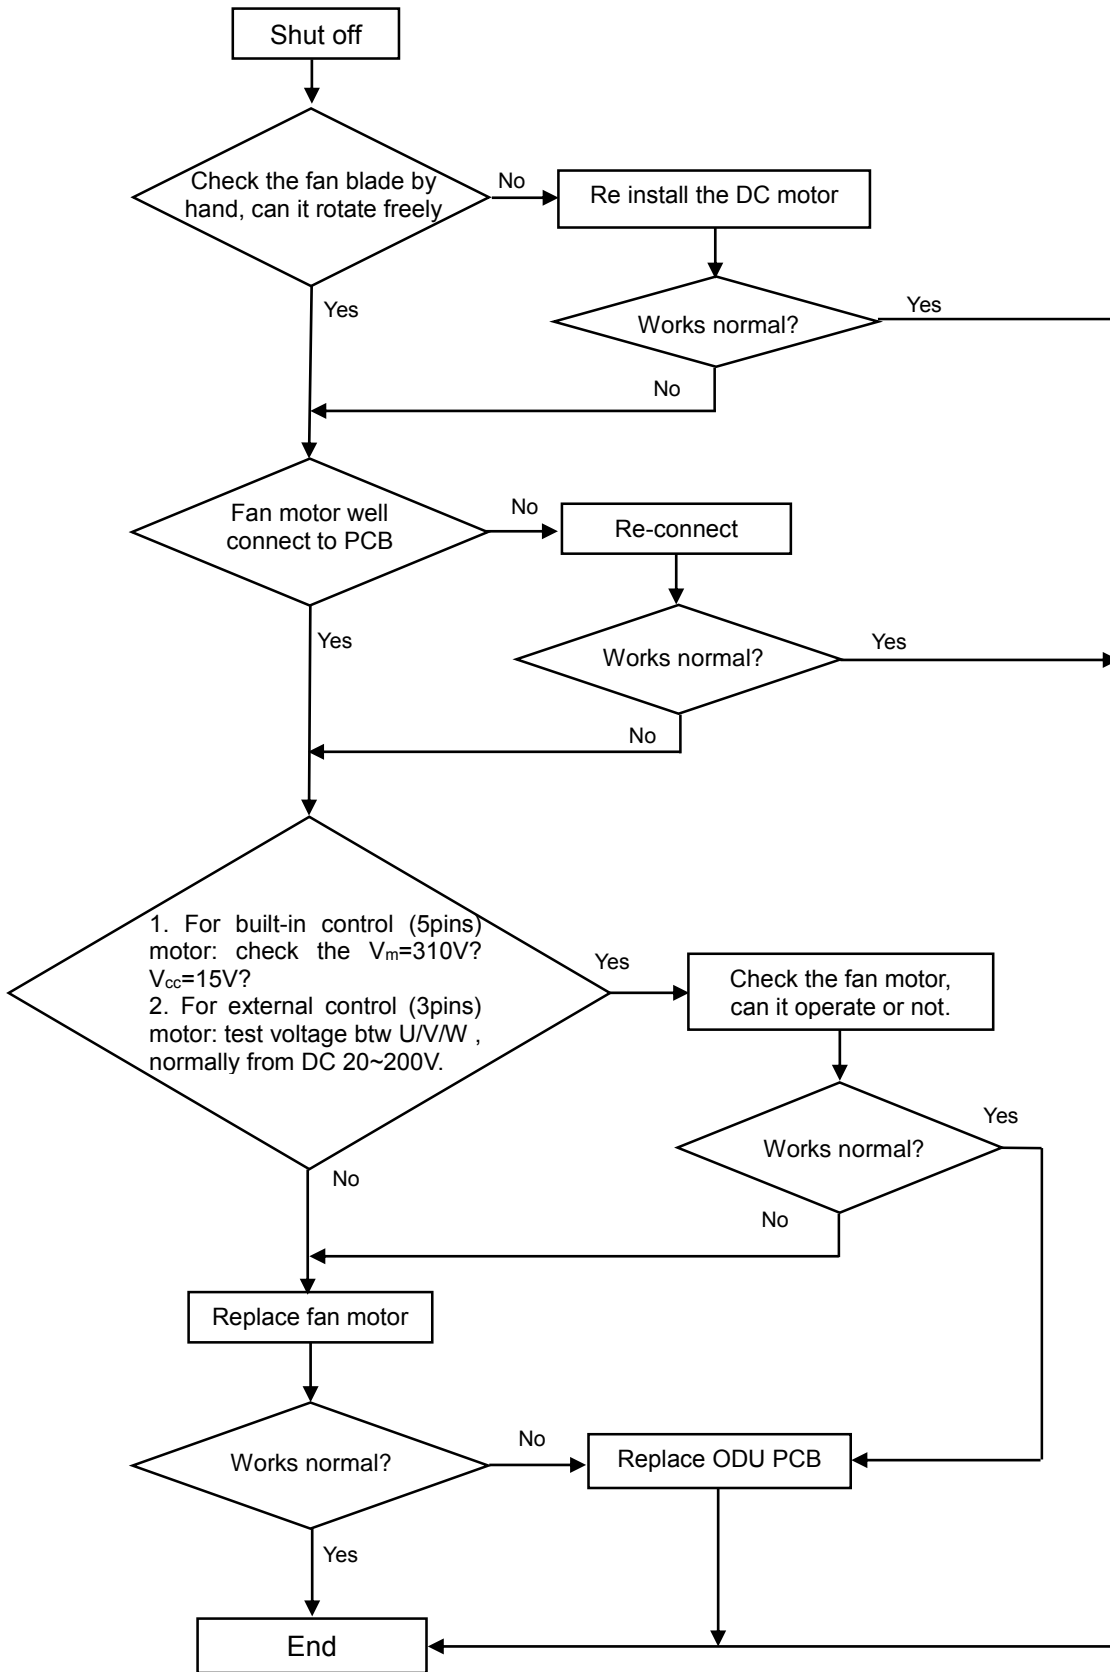 Shut off
Check the fan blade by
hand, can it rotate freely
No
Re install the DC motor
Yes
Works normal?
Yes
No
Fan motor well
connect to PCB
No
Re-connect
Yes
Works normal?
Yes
No
1. For built-in control (5pins)
motor: check the Vm=310V?
Vcc=15V?
2. For external control (3pins)
motor: test voltage btw U/V/W ,
normally from DC 20~200V.
Yes
Check the fan motor,
can it operate or not.
Works normal?
Yes
No
No
Replace fan motor
Works normal?
No
Replace ODU PCB
Yes
End